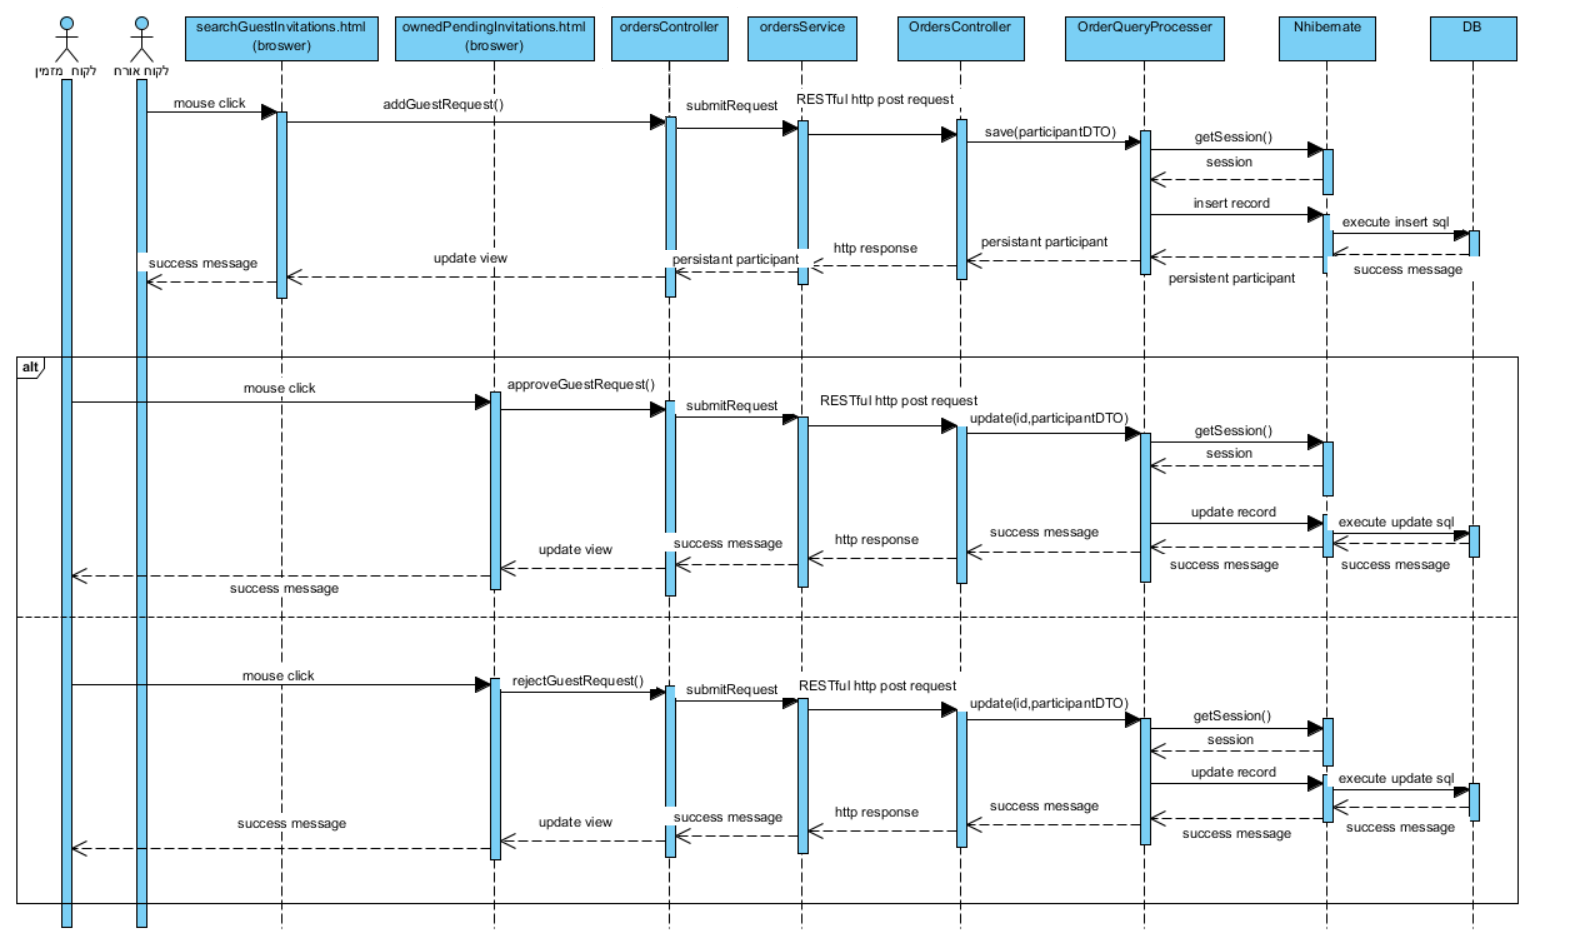 searchGuestInvitations.html
(broswer)
ownedPendingInvitations.html
(broswer)
ordersController
ordersService
OrdersController
OrderQueryProcesser
Nhibernate
DB
לקוח מזמין
לקוח אורח
mouse click
addGuestRequest()
submitRequest
RESTful http post request
save(participantDTO)
getSession()
session
insert record
execute insert sql
success message
persistent participant
persistant participant
http response
persistant participant
update view
success message
alt
mouse click
approveGuestRequest()
submitRequest
RESTful http post request
update(id,participantDTO)
getSession()
session
update record
execute update sql
success message
success message
success message
http response
success message
update view
success message
mouse click
rejectGuestRequest()
submitRequest
RESTful http post request
update(id,participantDTO)
getSession()
session
update record
execute update sql
success message
success message
success message
http response
success message
update view
success message